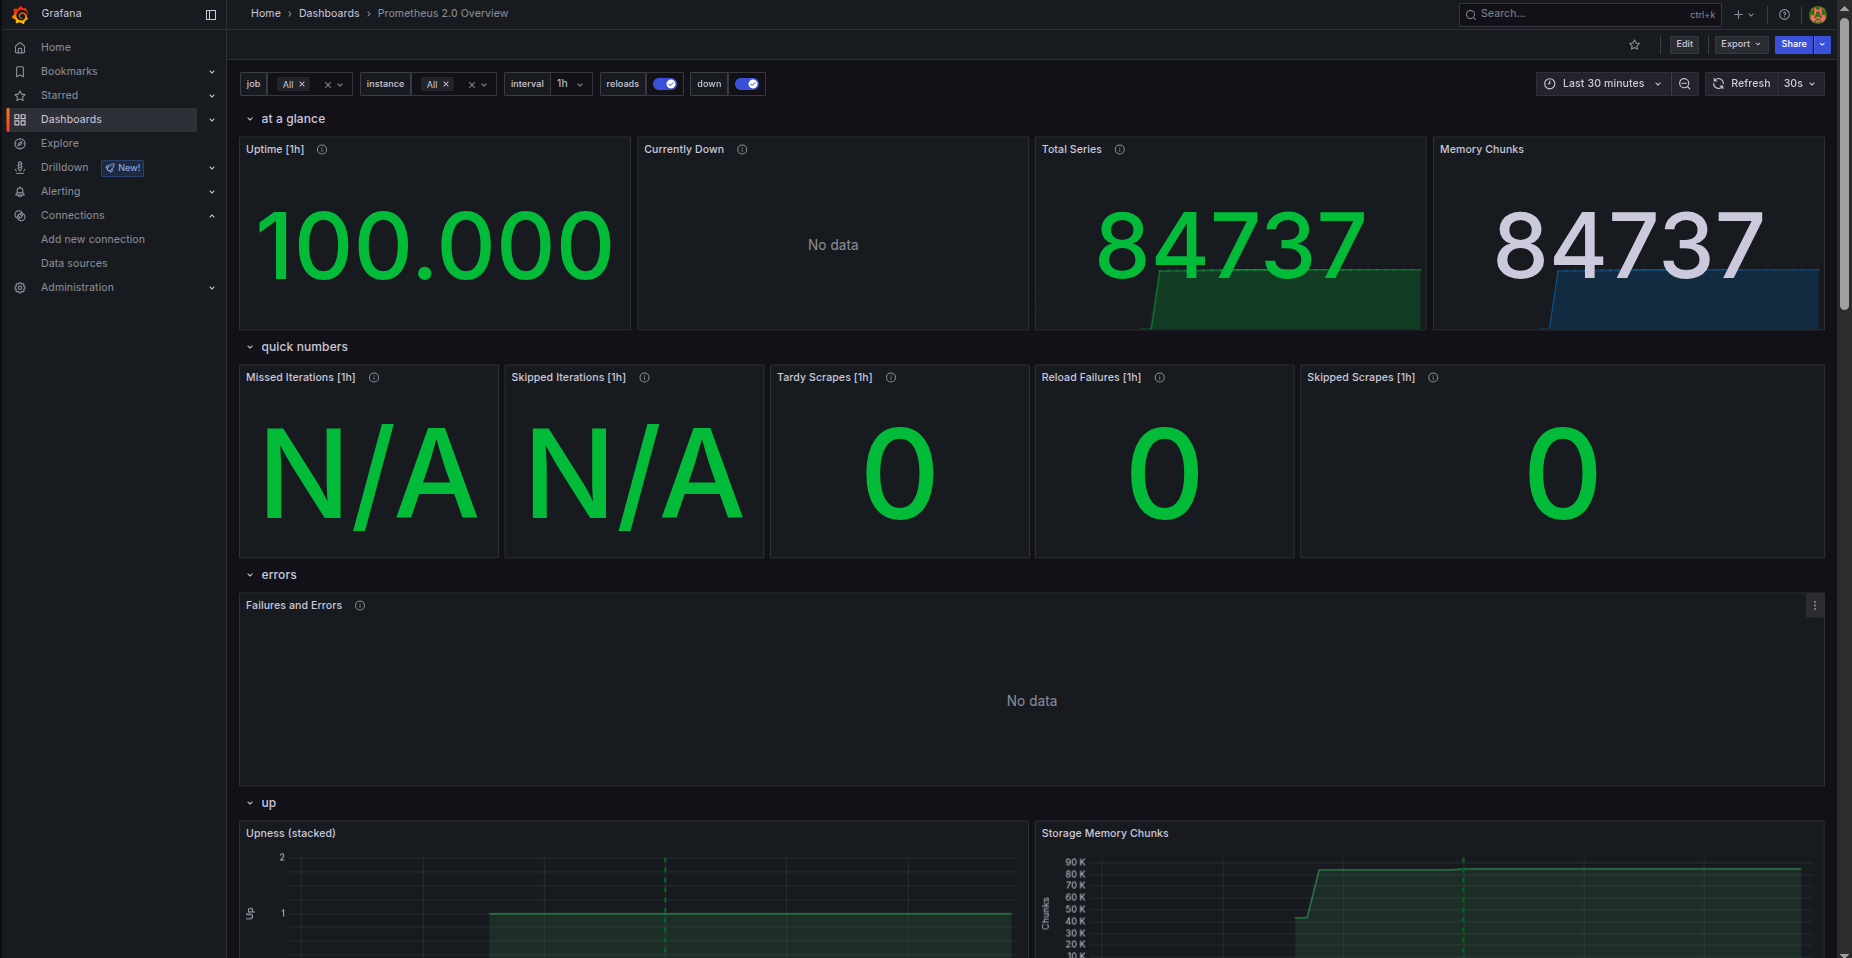 Grafana
Home › Dashboards › Prometheus 2.0 Overview
Search... ctrl+k
Edit Export Share
Home
Bookmarks
Starred
Dashboards
Explore
Drilldown New!
Alerting
Connections
Add new connection
Data sources
Administration
job All instance All interval 1h reloads down
Last 30 minutes Refresh 30s
at a glance
Uptime [1h] Currently Down Total Series Memory Chunks
100.000 No data 84737 84737
quick numbers
Missed Iterations [1h] Skipped Iterations [1h] Tardy Scrapes [1h] Reload Failures [1h] Skipped Scrapes [1h]
N/A N/A 0 0 0
errors
Failures and Errors
No data
up
Upness (stacked)
2
1
Up
Storage Memory Chunks
90 K
80 K
70 K
60 K
50 K
40 K
30 K
20 K
10 K
Chunks